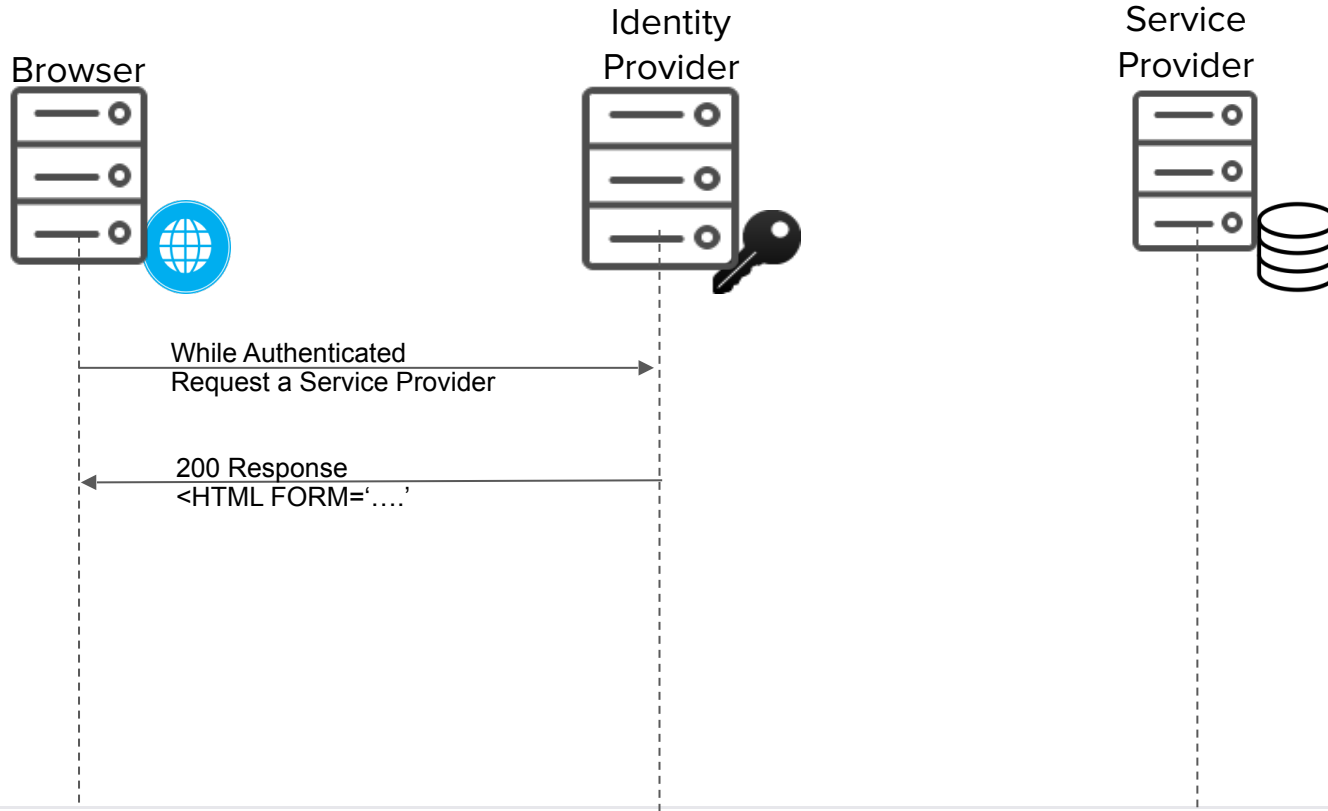 Browser
Identity
Provider
Service
Provider
While Authenticated
Request a Service Provider
200 Response
<HTML FORM=‘….’